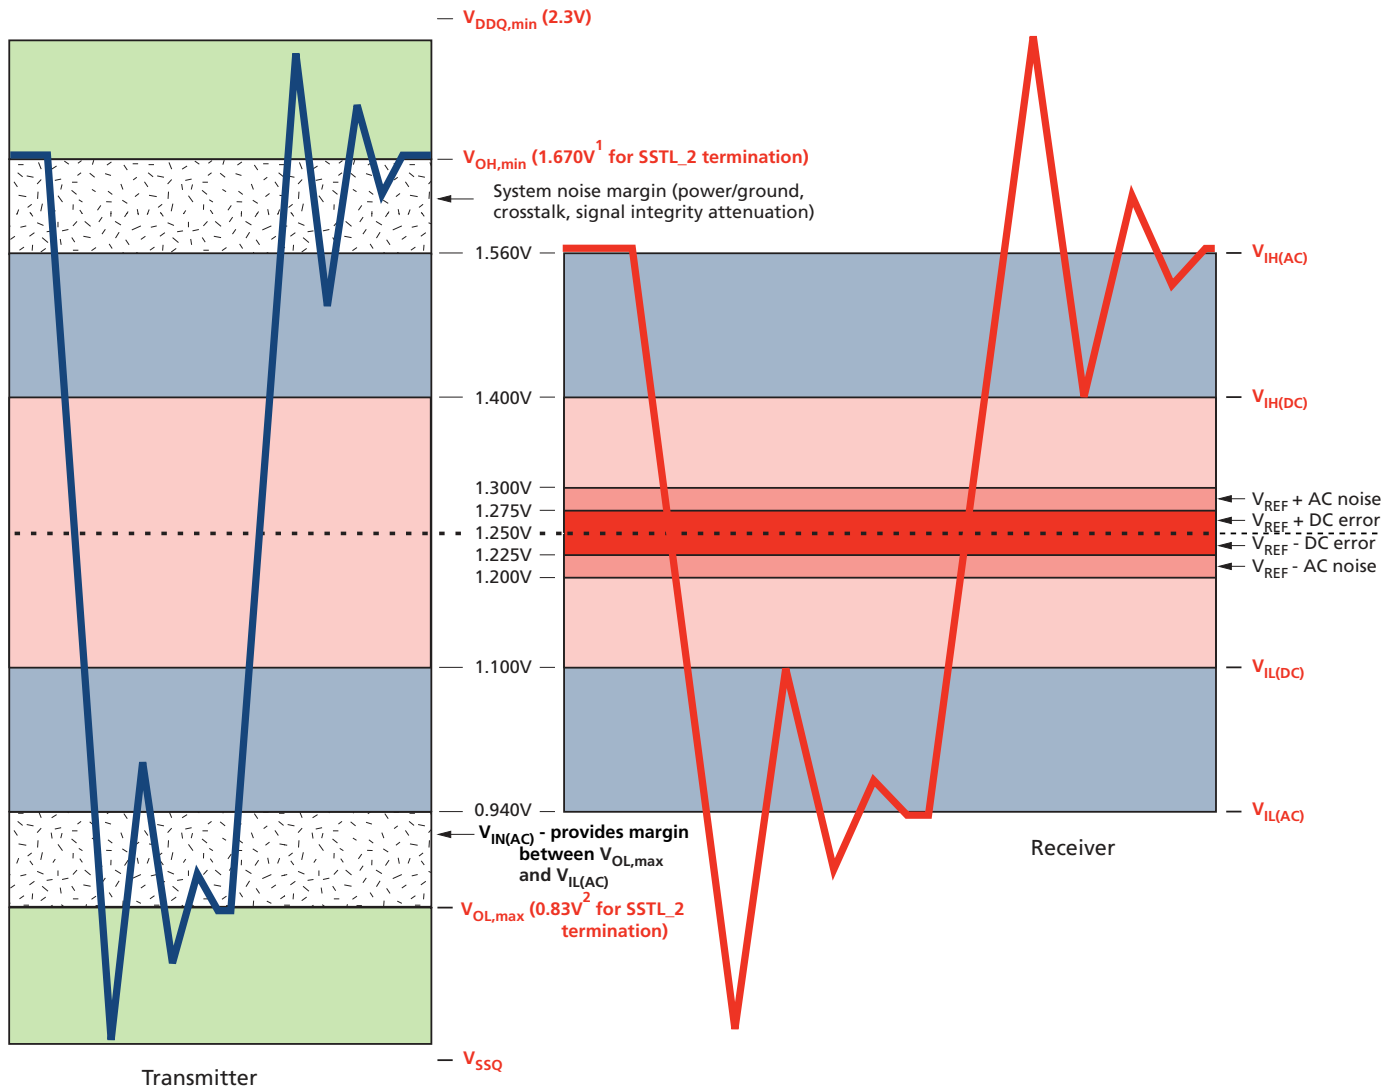 VDDQ,min (2.3V)
VOH,min (1.670V1 for SSTL_2 termination)
System noise margin (power/ground,
crosstalk, signal integrity attenuation)
1.560V
VIH(AC)
1.400V
VIH(DC)
1.300V
VREF + AC noise
1.275V
VREF + DC error
1.250V
VREF - DC error
1.225V
VREF - AC noise
1.200V
1.100V
VIL(DC)
0.940V
VIL(AC)
VIN(AC) - provides margin
between VOL,max
and VIL(AC)
Receiver
VOL,max (0.83V2 for SSTL_2
termination)
VSSQ
Transmitter